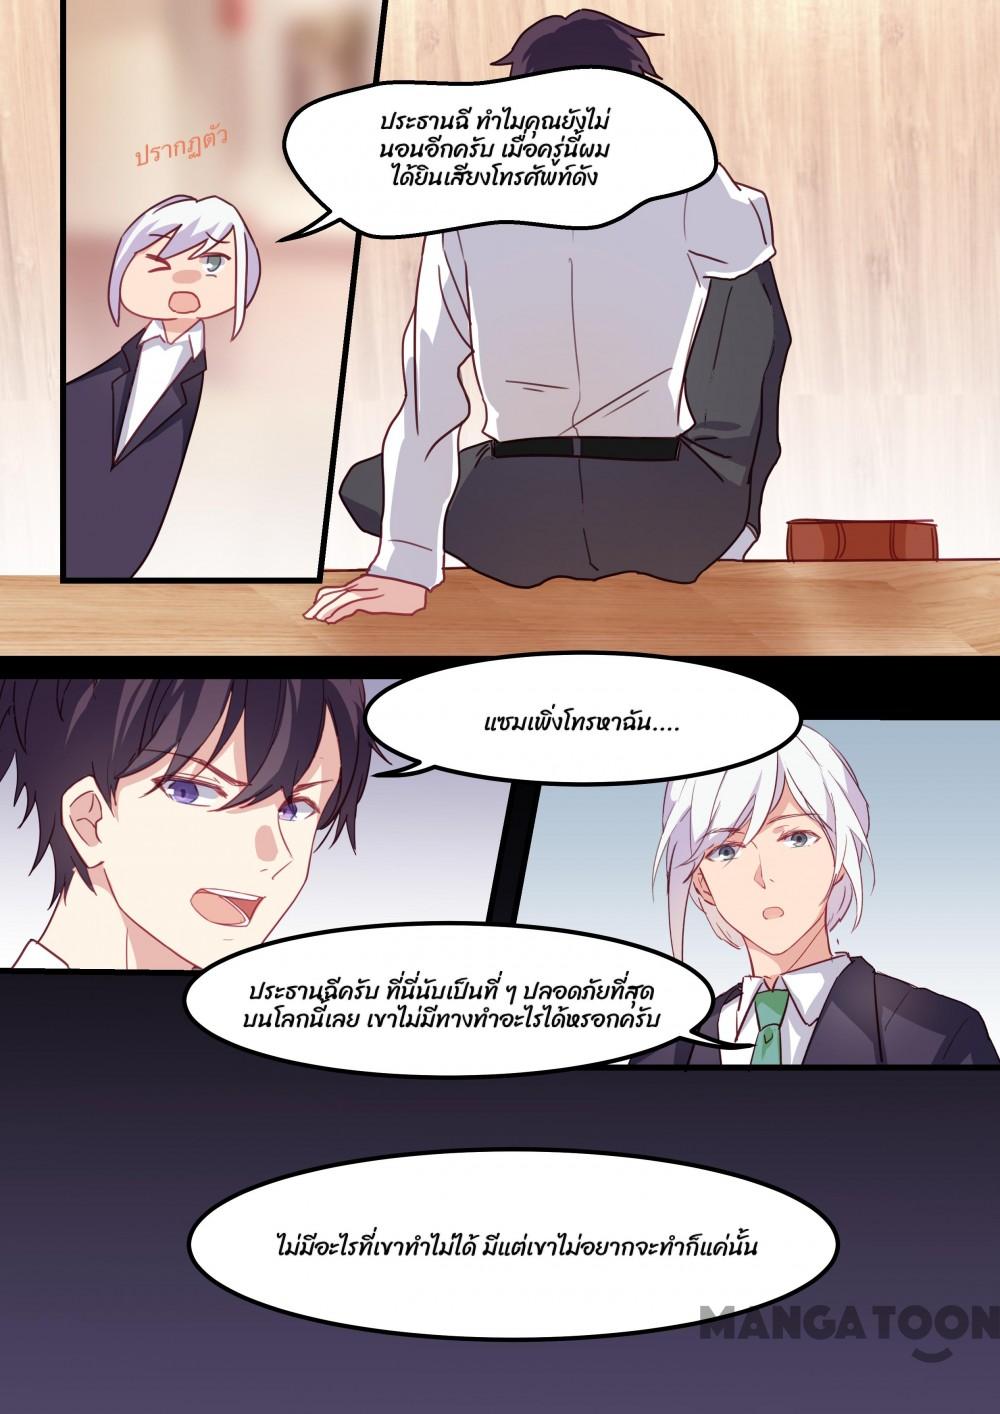 ปรากฏตัว
ประธานฉี ทำไมคุณยังไม่
นอนอีกครับ เมื่อครู่นี้ผม
ได้ยินเสียงโทรศัพท์ดัง
แซมเพิ่งโทรหาฉัน....
ประธานฉีครับ ที่นี่นับเป็นที่ ๆ ปลอดภัยที่สุด
บนโลกนี้เลย เขาไม่มีทางทำอะไรได้หรอกครับ
ไม่มีอะไรที่เขาทำไม่ได้ มีแต่เขาไม่อยากจะทำก็แค่นั้น
MANGATOON